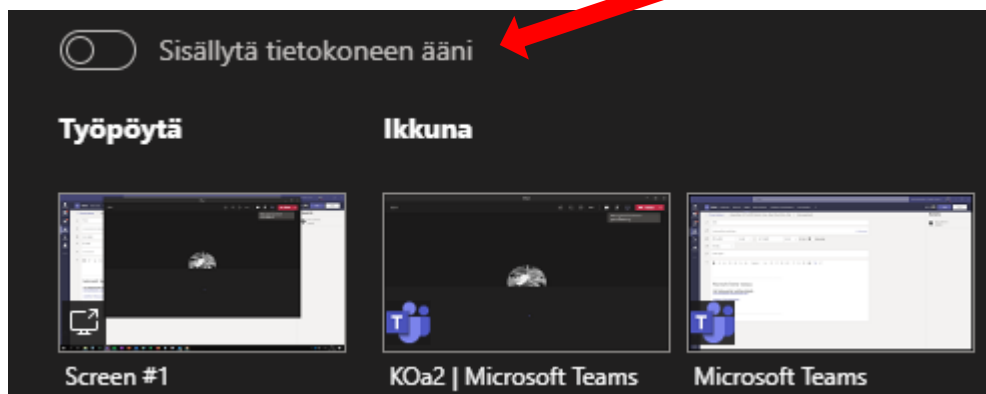 Sisällytä tietokoneen ääni
Työpöytä
Ikkuna
Screen #1
KOa2 | Microsoft Teams
Microsoft Teams